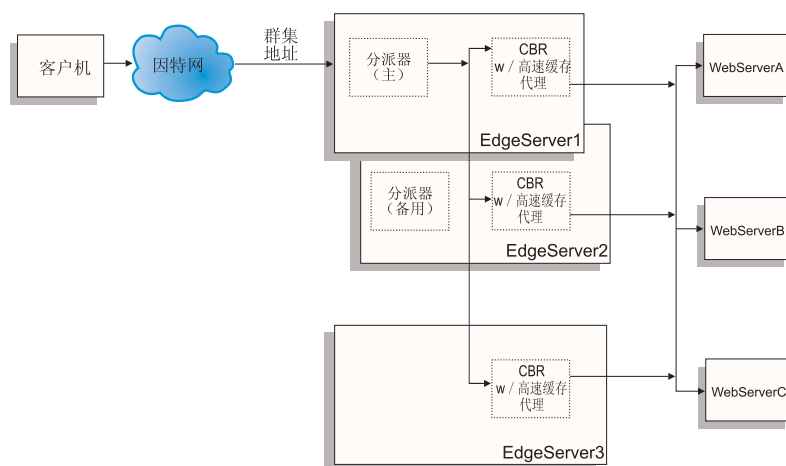 客户机
因特网
群集
地址
分派器
（主）
CBR
w / 高速缓存
代理
EdgeServer1
WebServerA
分派器
（备用）
CBR
w / 高速缓存
代理
EdgeServer2
WebServerB
CBR
w / 高速缓存
代理
EdgeServer3
WebServerC